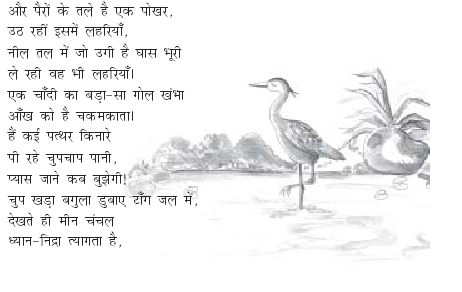 और पैरों के तले है एक पोखर,
उठ रहीं इसमें लहरियाँ,
नील तल में जो उगी है घास भूरी
ले रही वह भी लहरियाँ।
एक चाँदी का बड़ा-सा गोल खंभा
आँख को है चकमकाता।
हैं कई पत्थर किनारे
पी रहे चुपचाप पानी,
प्यास जाने कब बुझेगी!
चुप खड़ा बगुला डुबाए टाँग जल में,
देखते ही मीन चंचल
ध्यान-निद्रा त्यागता है,